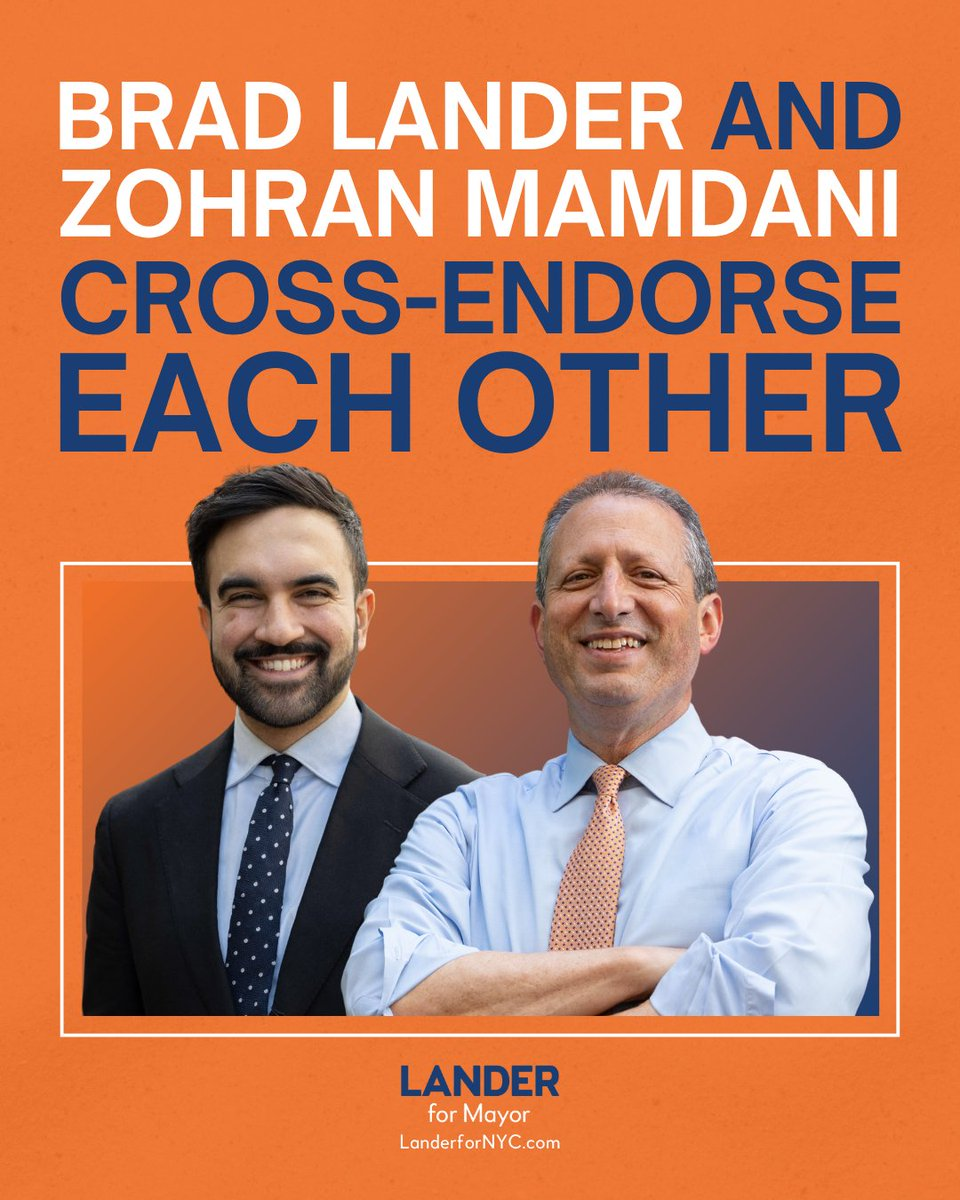 BRAD LANDER AND
ZOHRAN MAMDANI
CROSS-ENDORSE
EACH OTHER
LANDER
for Mayor
LanderforNYC.com